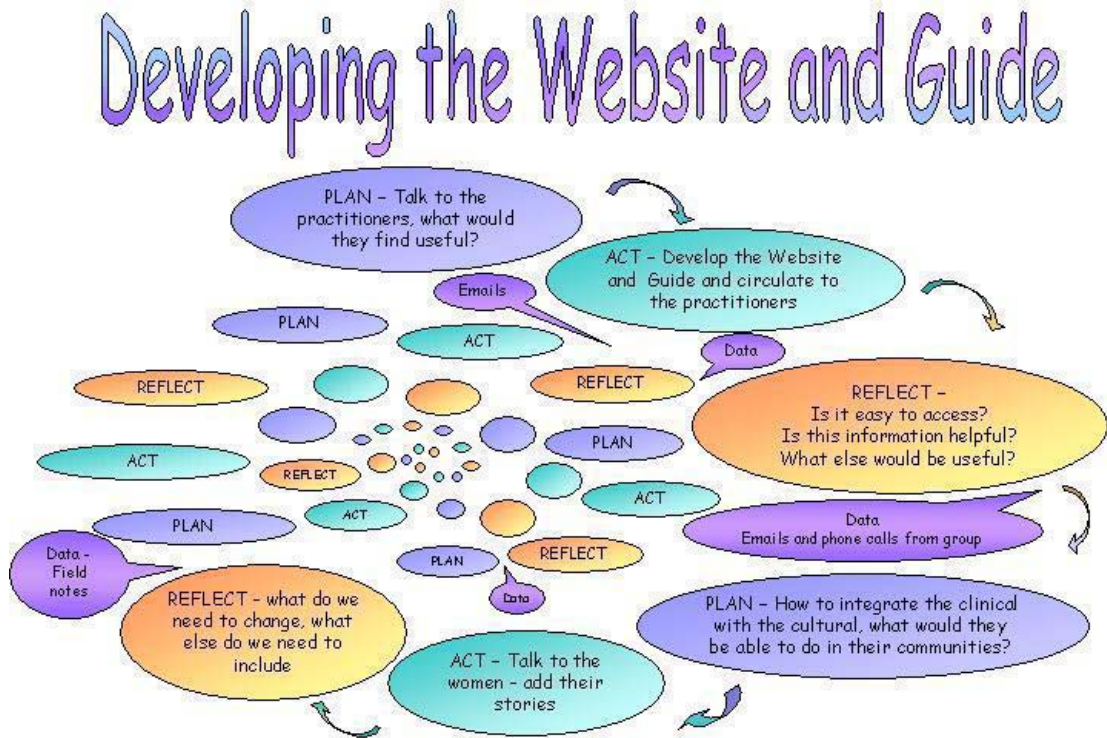 Developing the Website and Guide
PLAN – Talk to the
practitioners, what would
they find useful?
ACT – Develop the Website
and Guide and circulate to
the practitioners
Emails
PLAN
ACT
Data
REFLECT
REFLECT
REFLECT –
Is it easy to access?
Is this information helpful?
What else would be useful?
PLAN
ACT
REFLECT
ACT
Data
Emails and phone calls from group
ACT
PLAN
Data -
Field
notes
PLAN
REFLECT
Data
REFLECT - what do we
need to change, what
else do we need to
include
PLAN – How to integrate the clinical
with the cultural, what would they
be able to do in their communities?
ACT – Talk to the
women - add their
stories